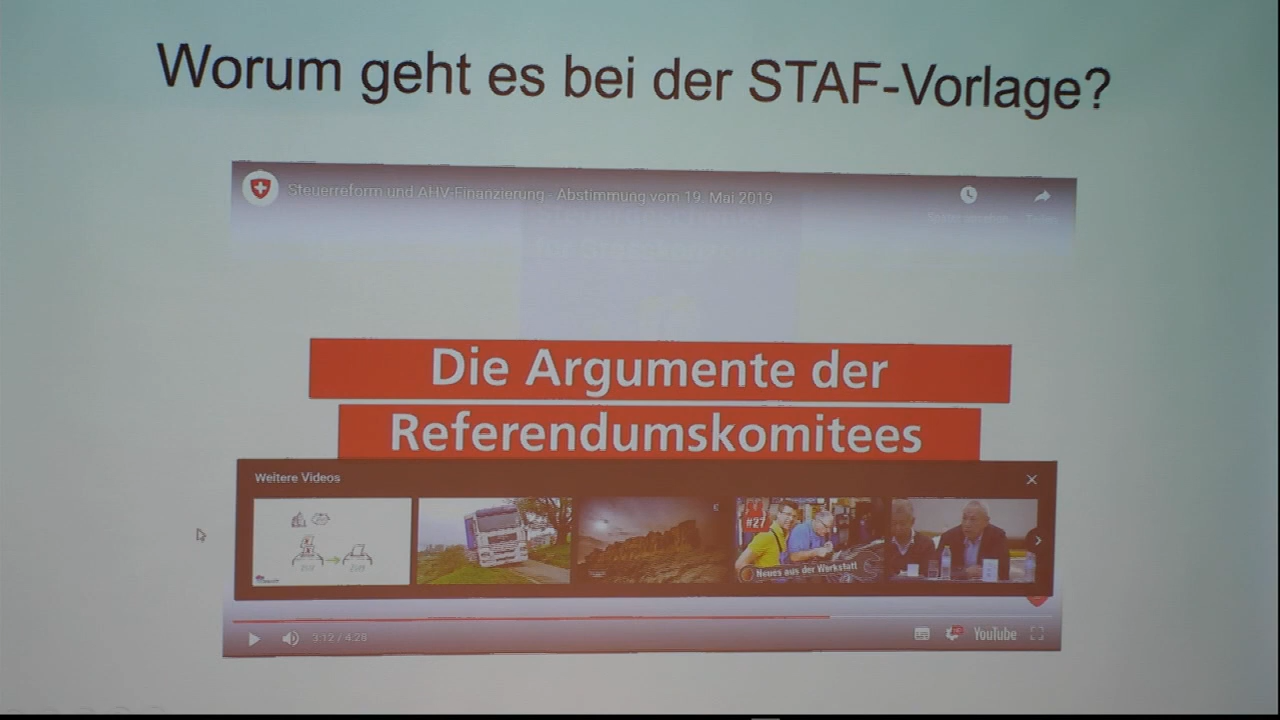 Worum geht es bei der STAF-Vorlage?
Steuerreform und AHV-Finanzierung - Abstimmung vom 19. Mai 2019
Die Argumente der
Referendumskomitees
Weitere Videos
#27
Neues aus der Werkstatt
3:12 / 4:28
YouTube